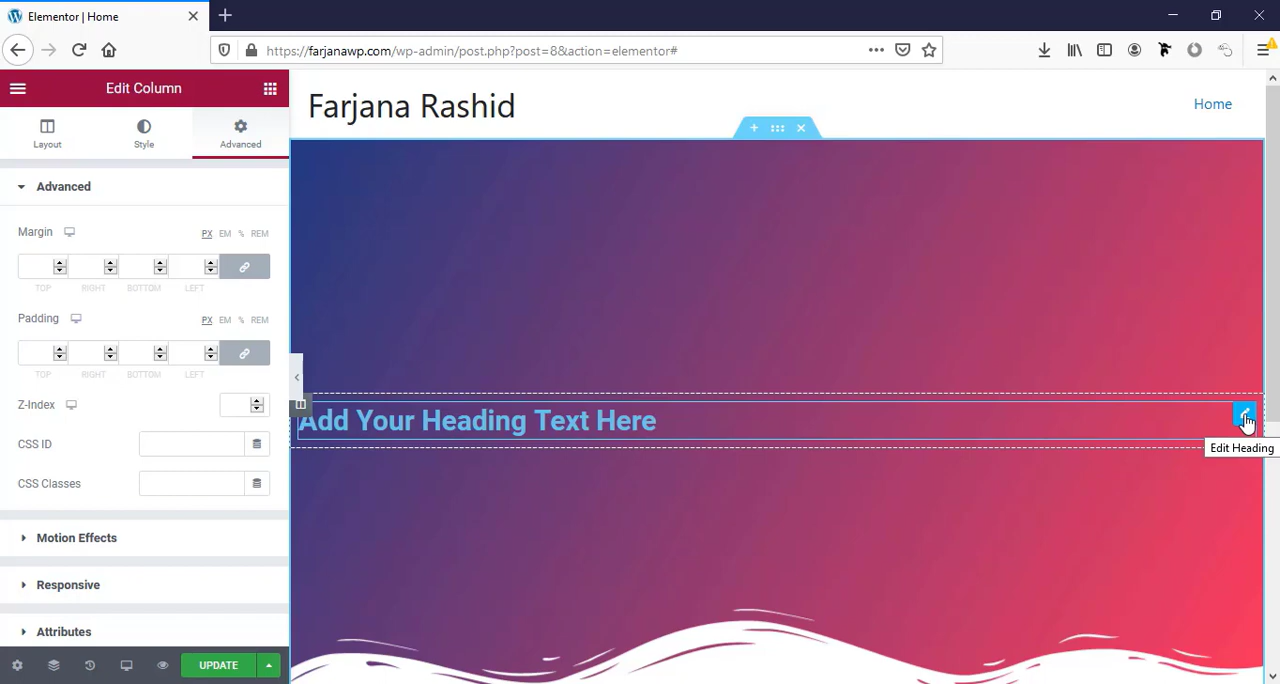 Elementor | Home
https://farjanawp.com/wp-admin/post.php?post=8&action=elementor#
Edit Column
Layout
Style
Advanced
Farjana Rashid
Home
Advanced
Margin
PX EM % REM
TOP RIGHT BOTTOM LEFT
Padding
PX EM % REM
TOP RIGHT BOTTOM LEFT
Z-Index
CSS ID
CSS Classes
Motion Effects
Responsive
Attributes
UPDATE
Add Your Heading Text Here
Edit Heading